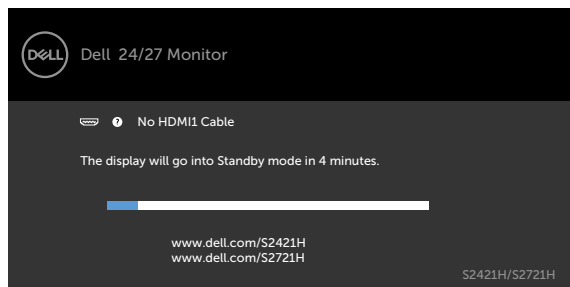 DELL Dell 24/27 Monitor
? No HDMI1 Cable
The display will go into Standby mode in 4 minutes.
www.dell.com/S2421H
www.dell.com/S2721H
S2421H/S2721H